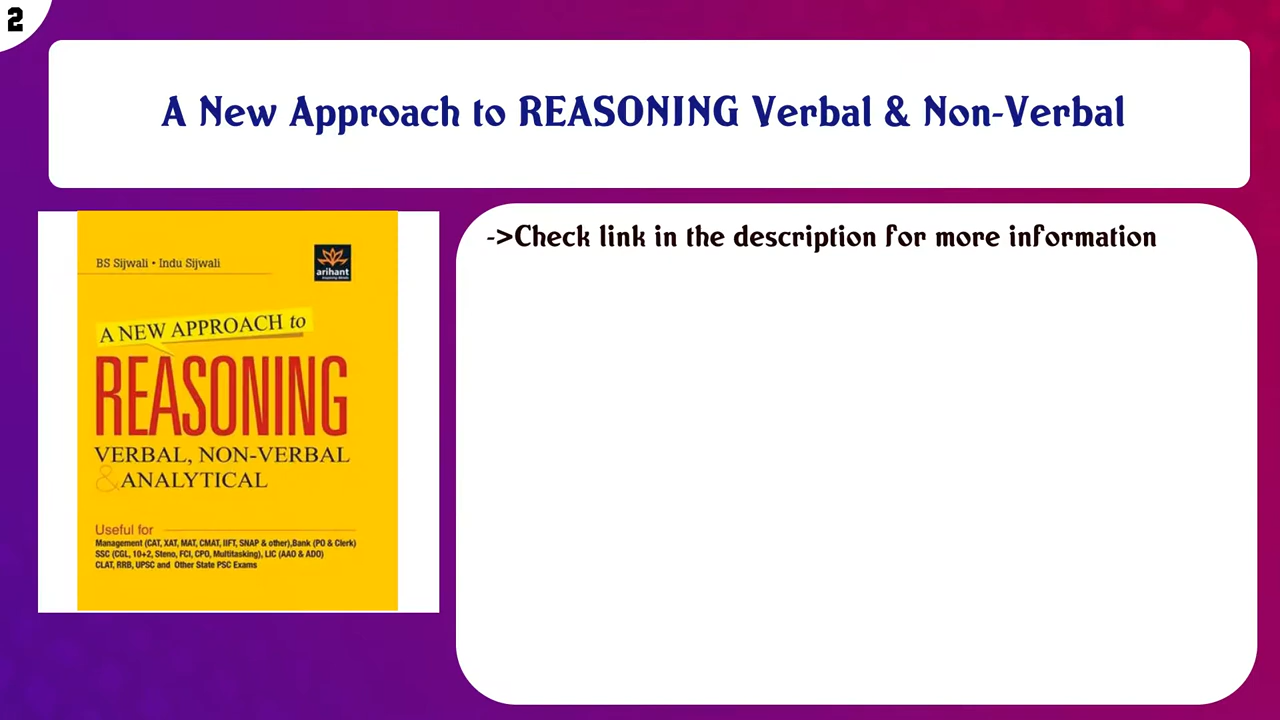 2
A New Approach to REASONING Verbal & Non-Verbal
BS Sijwali • Indu Sijwali
arihant
A NEW APPROACH to
REASONING
VERBAL, NON-VERBAL
& ANALYTICAL
Useful for
Management (CAT, XAT, MAT, CMAT, IIFT, SNAP & other),Bank (PO & Clerk)
SSC (CGL, 10+2, Steno, FCI, CPO, Multitasking), LIC (AAO & ADO)
CLAT, RRB, UPSC and Other State PSC Exams
->Check link in the description for more information